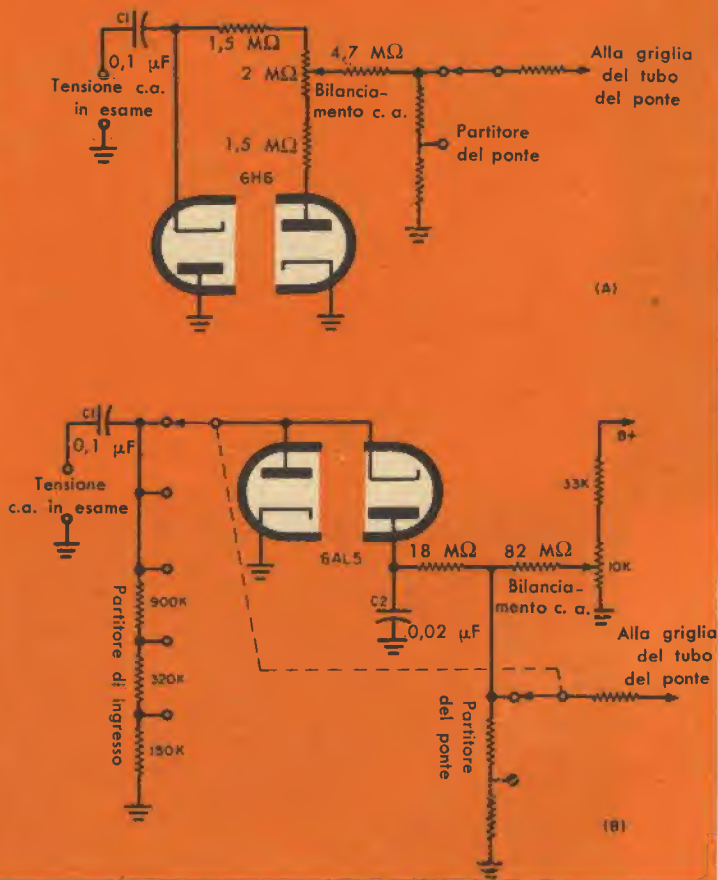 C1
0,1 µF
Tensione c.a.
in esame
1,5 MΩ
2 MΩ
4,7 MΩ
Bilancia-
mento c. a.
1,5 MΩ
6H6
Partitore
del ponte
Alla griglia
del tubo
del ponte
(A)
C1
0,1 µF
Tensione
c.a. in esame
Partitore di ingresso
900K
320K
150K
6AL5
C2
0,02 µF
18 MΩ
82 MΩ
Bilancia-
mento c. a.
B+
33K
10K
Partitore
del ponte
Alla griglia
del tubo
del ponte
(B)